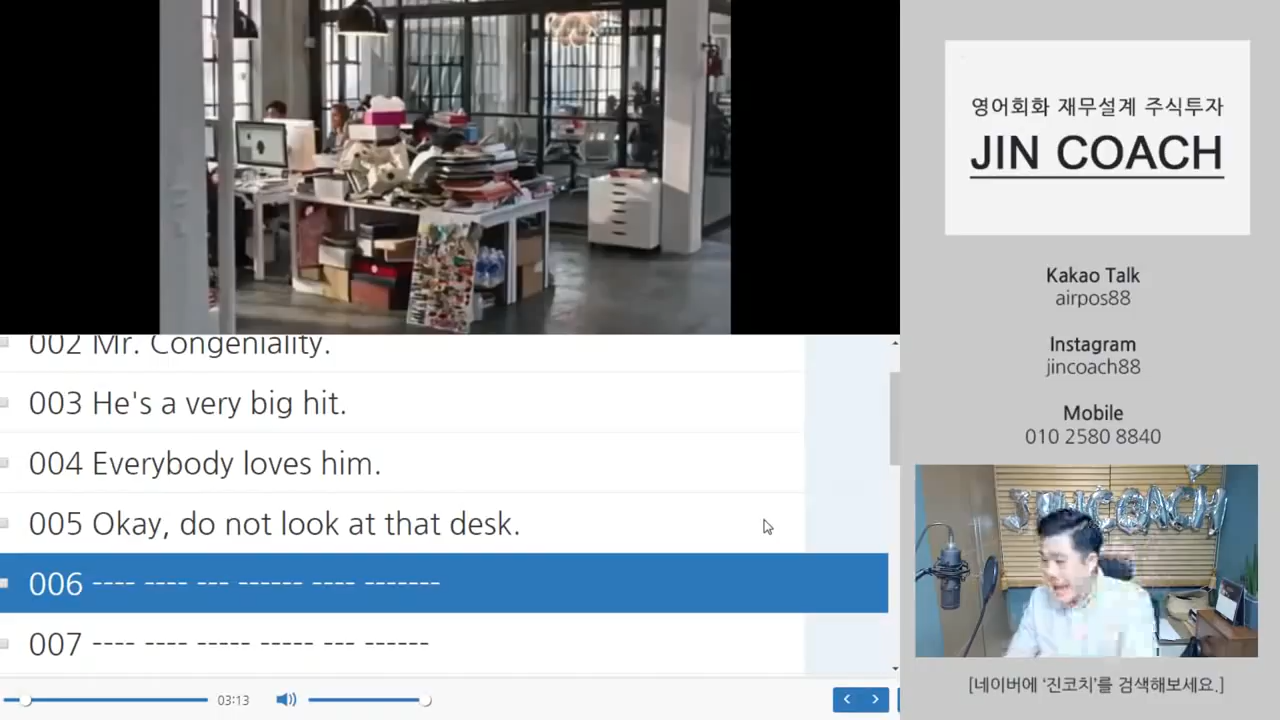 002 Mr. Congeniality.
003 He's a very big hit.
004 Everybody loves him.
005 Okay, do not look at that desk.
006 ---- ---- --- ------ ---- -------
007 ---- ---- ----- ----- --- ------
03:13
영어회화 재무설계 주식투자
JIN COACH
Kakao Talk
airpos88
Instagram
jincoach88
Mobile
010 2580 8840
JINCOACH
[네이버에 '진코치'를 검색해보세요.]